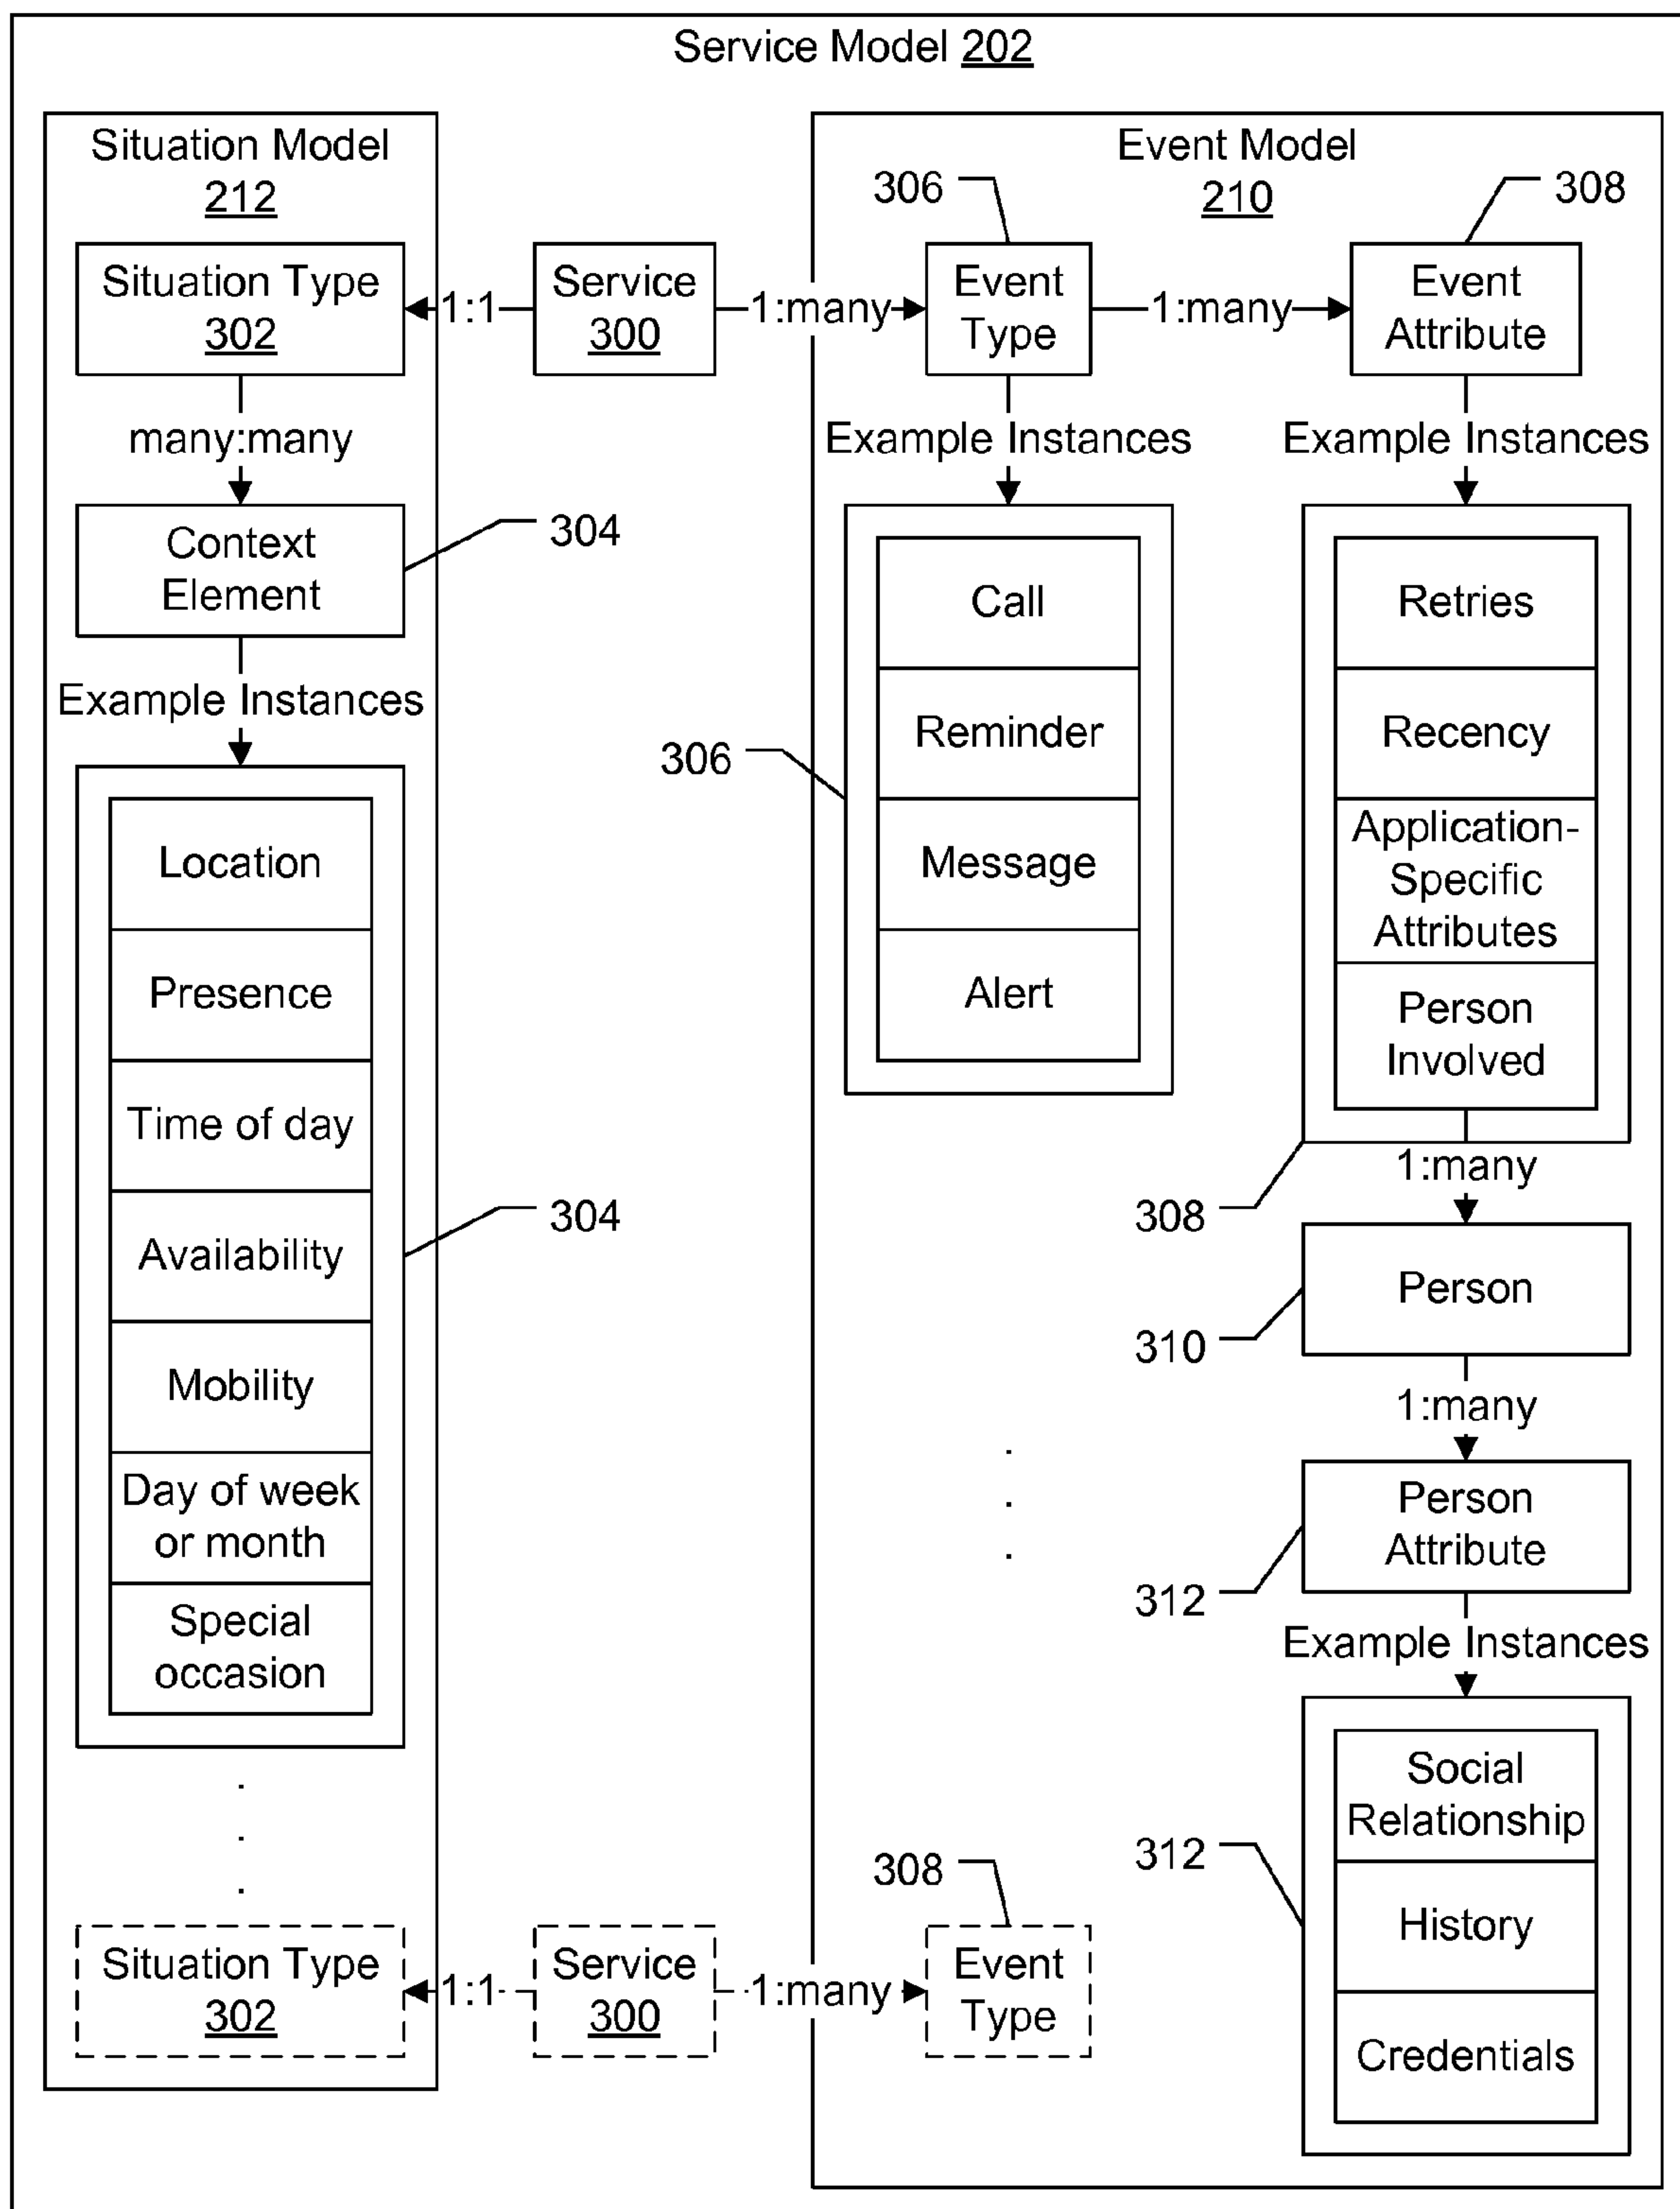 Service Model 202
Situation Model
212
Situation Type
302
many:many
Context
Element
304
Example Instances
Location
Presence
Time of day
Availability
304
Mobility
Day of week
or month
Special
occasion
.
.
.
Situation Type
302
1:1
Service
300
1:many
Event Model
210
306
Event
Type
1:many
308
Event
Attribute
Example Instances
306
Call
Reminder
Message
Alert
Example Instances
Retries
Recency
Application-
Specific
Attributes
Person
Involved
308
1:many
Person
310
1:many
Person
Attribute
312
Example Instances
Social
Relationship
History
Credentials
312
.
.
.
1:1
Service
300
1:many
308
Event
Type